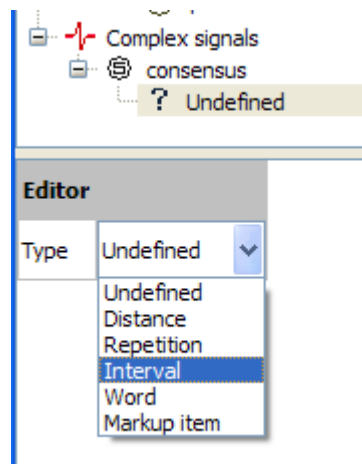 Complex signals
consensus
? Undefined
Editor
Type Undefined
Undefined
Distance
Repetition
Interval
Word
Markup item